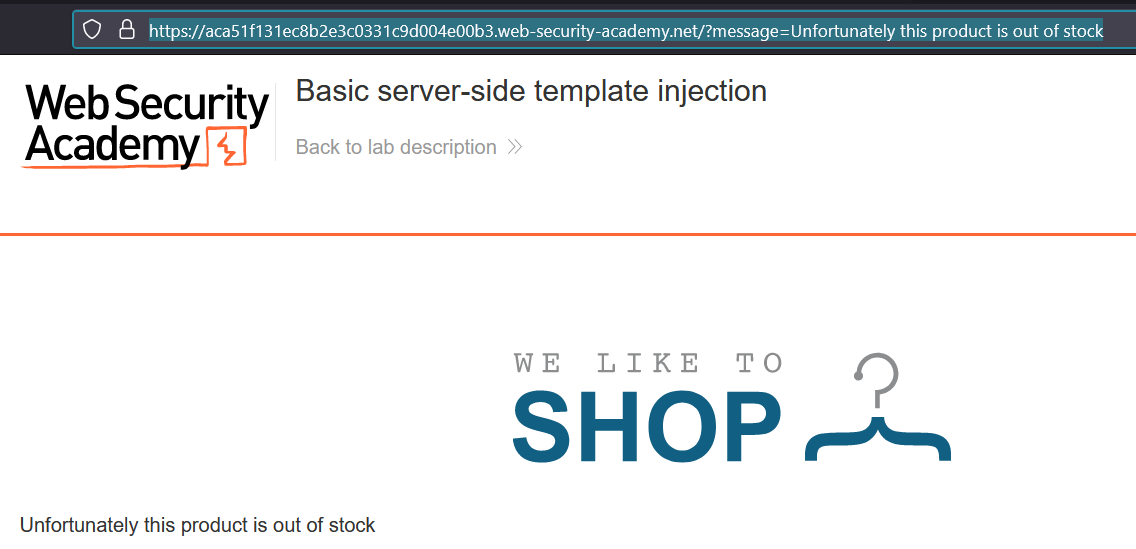 https://aca51f131ec8b2e3c0331c9d004e00b3.web-security-academy.net/?message=Unfortunately this product is out of stock
Web Security
Academy
Basic server-side template injection
Back to lab description
WE LIKE TO
SHOP
Unfortunately this product is out of stock